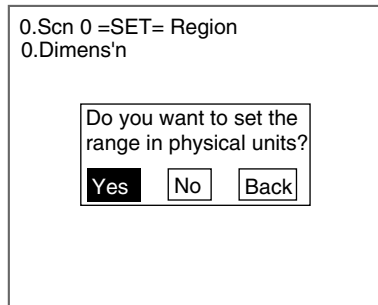 0.Scn 0 =SET= Region
0.Dimens'n
Do you want to set the
range in physical units?
Yes No Back